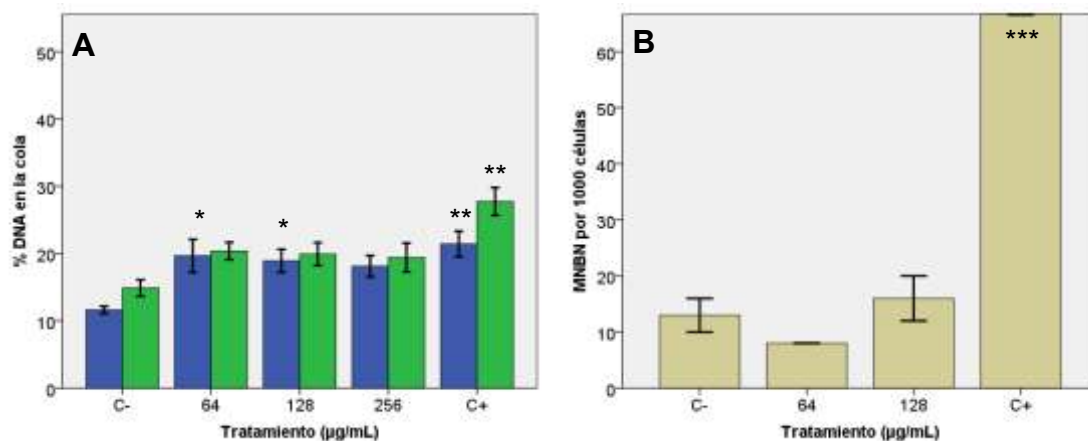 A
% DNA en la cola
50
40
30
20
10
0
*
*
**
**
C-
64
128
256
C+
Tratamiento (µg/mL)
B
MNBN por 1000 células
60
50
40
30
20
10
0
***
C-
64
128
C+
Tratamiento (µg/mL)